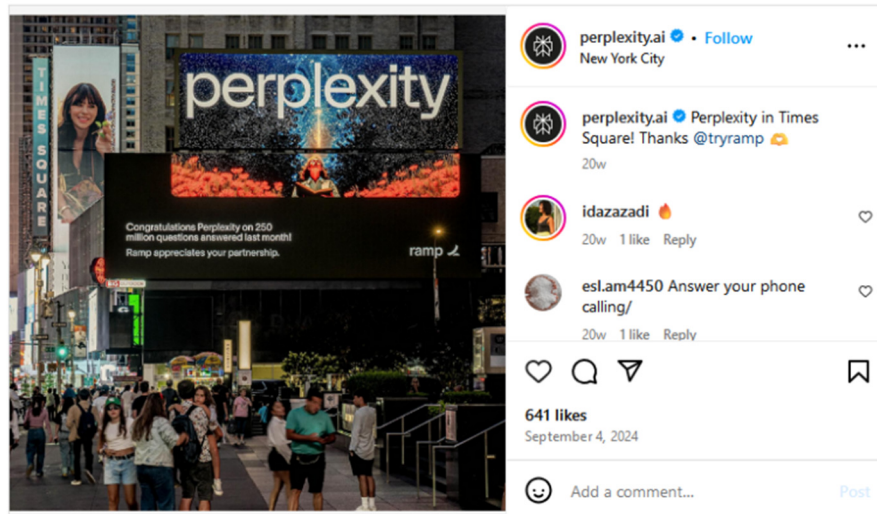 TIMES SQUARE
perplexity
Congratulations Perplexity on 250
million questions answered last month!
Ramp appreciates your partnership.
ramp
perplexity.ai • Follow
New York City
perplexity.ai Perplexity in Times
Square! Thanks @tryramp 🫶
20w
idazazadi 🔥
20w 1 like Reply
esl.am4450 Answer your phone
calling/
20w 1 like Reply
641 likes
September 4, 2024
Add a comment...
Post